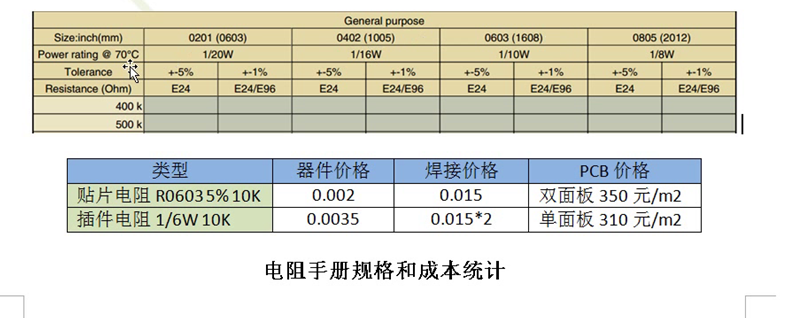 General purpose
Size:inch(mm) 0201 (0603) 0402 (1005) 0603 (1608) 0805 (2012)
Power rating @ 70°C 1/20W 1/16W 1/10W 1/8W
Tolerance +-5% +-1% +-5% +-1% +-5% +-1% +-5% +-1%
Resistance (Ohm) E24 E24/E96 E24 E24/E96 E24 E24/E96 E24 E24/E96
400 k
500 k
类型 器件价格 焊接价格 PCB 价格
贴片电阻 R0603 5% 10K 0.002 0.015 双面板 350 元/m2
插件电阻 1/6W 10K 0.0035 0.015*2 单面板 310 元/m2
电阻手册规格和成本统计